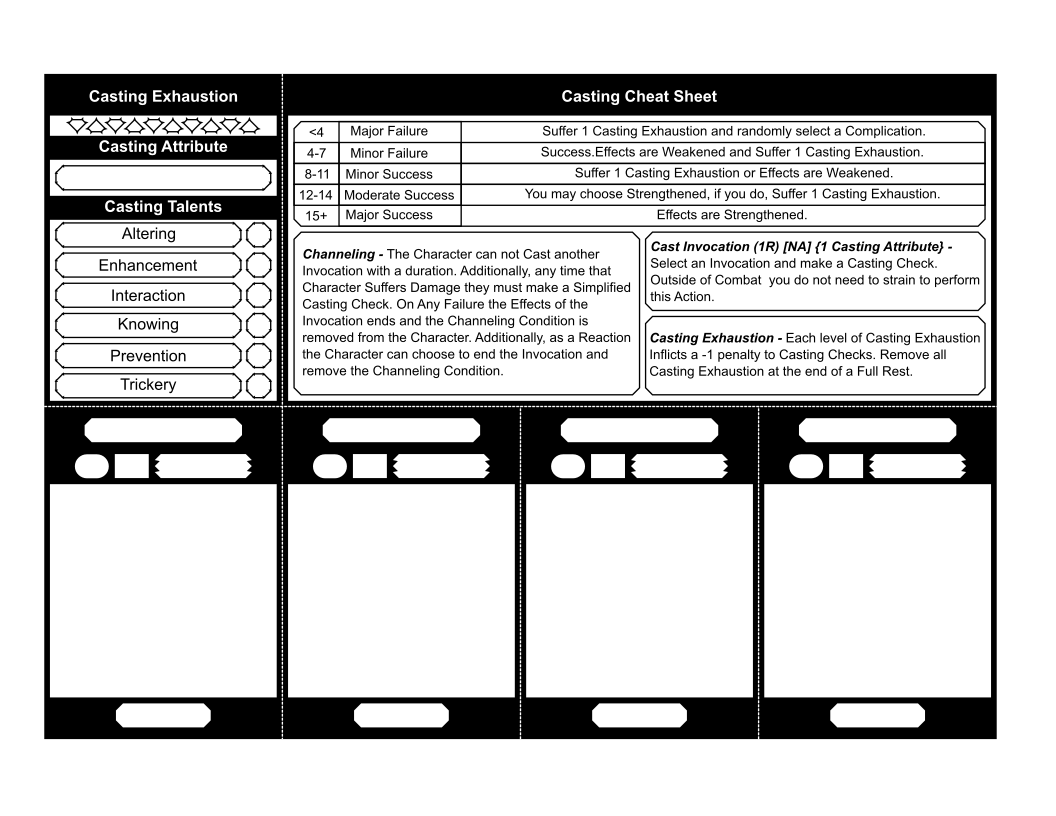 Casting Exhaustion
Casting Attribute
Casting Talents
Altering
Enhancement
Interaction
Knowing
Prevention
Trickery
Casting Cheat Sheet
<4 Major Failure Suffer 1 Casting Exhaustion and randomly select a Complication.
4-7 Minor Failure Success.Effects are Weakened and Suffer 1 Casting Exhaustion.
8-11 Minor Success Suffer 1 Casting Exhaustion or Effects are Weakened.
12-14 Moderate Success You may choose Strengthened, if you do, Suffer 1 Casting Exhaustion.
15+ Major Success Effects are Strengthened.
Channeling - The Character can not Cast another
Invocation with a duration. Additionally, any time that
Character Suffers Damage they must make a Simplified
Casting Check. On Any Failure the Effects of the
Invocation ends and the Channeling Condition is
removed from the Character. Additionally, as a Reaction
the Character can choose to end the Invocation and
remove the Channeling Condition.
Cast Invocation (1R) [NA] {1 Casting Attribute} -
Select an Invocation and make a Casting Check.
Outside of Combat you do not need to strain to perform
this Action.
Casting Exhaustion - Each level of Casting Exhaustion
Inflicts a -1 penalty to Casting Checks. Remove all
Casting Exhaustion at the end of a Full Rest.